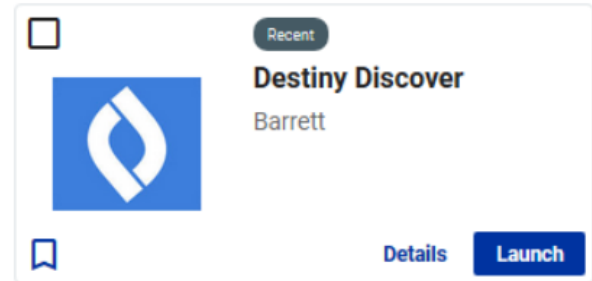 Recent
Destiny Discover
Barrett
Details
Launch